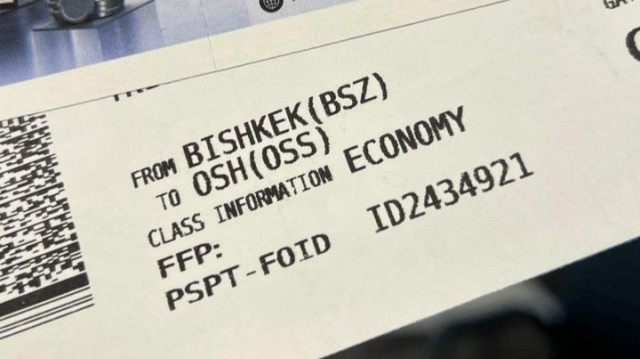 FROM BISHKEK(BSZ)
TO OSH(OSS)
CLASS INFORMATION ECONOMY
FFP:
PSPT-FOID ID2434921